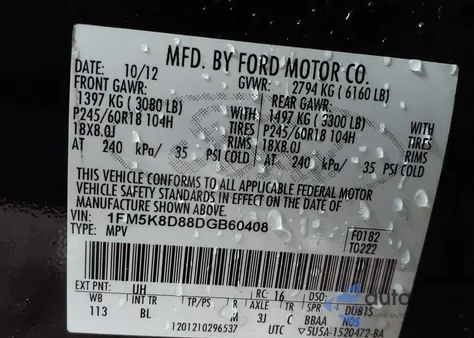 MFD. BY FORD MOTOR CO.
DATE: 10/12 GVWR: 2794 KG (6160 LB)
FRONT GAWR: REAR GAWR:
1397 KG (3080 LB) WITH 1497 KG (3300 LB) WITH
P245/60R18 104H TIRES P245/60R18 104H TIRES
18X8.0J RIMS 18X8.0J RIMS
AT 240 kPa/ 35 PSI COLD AT 240 kPa/ 35 PSI COLD
THIS VEHICLE CONFORMS TO ALL APPLICABLE FEDERAL MOTOR
VEHICLE SAFETY STANDARDS IN EFFECT ON THE DATE OF
MANUFACTURE SHOWN ABOVE.
VIN: 1FM5K8D88DGB60408 F0182
TYPE: MPV T0222
EXT PNT: UH RC: 16 DSO:
WB INT TR TP/PS R AXLE TR SPR
113 BL M 3J C BBAA
1201210296537 UTC 5U5A-1520472-BA